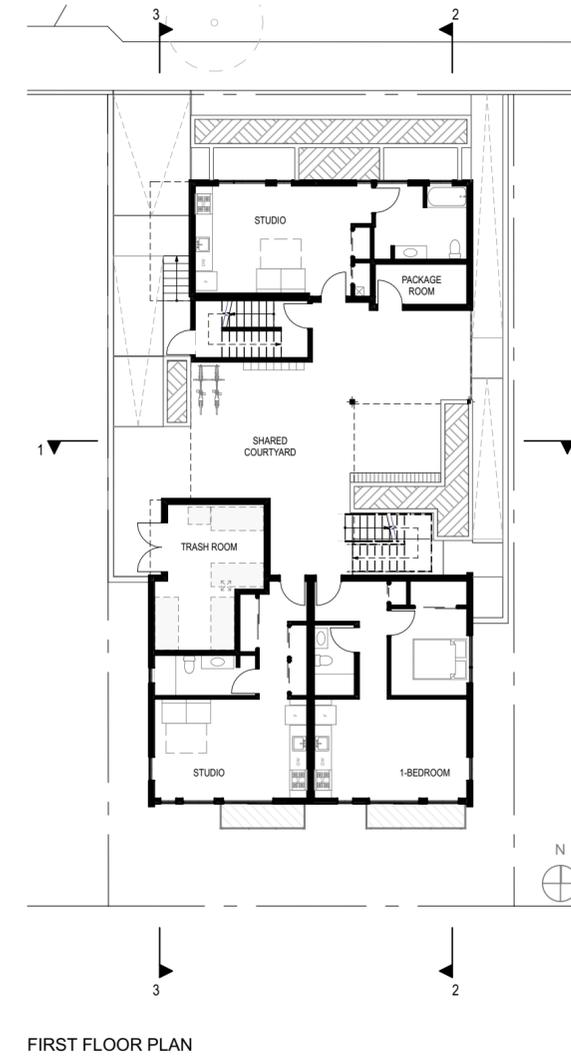 3
2
STUDIO
PACKAGE
ROOM
1
SHARED
COURTYARD
TRASH ROOM
STUDIO
1-BEDROOM
N
3
2
FIRST FLOOR PLAN